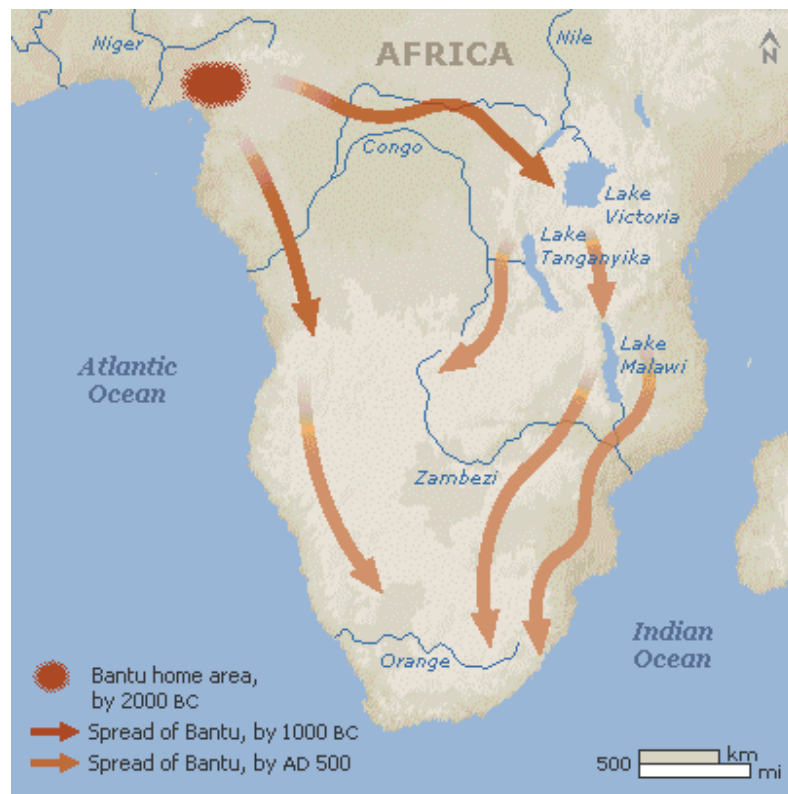 Niger
AFRICA
Nile
N
Congo
Lake
Victoria
Lake
Tanganyika
Lake
Malawi
Atlantic
Ocean
Zambezi
Indian
Ocean
Orange
Bantu home area,
by 2000 BC
Spread of Bantu, by 1000 BC
Spread of Bantu, by AD 500
500 km
mi